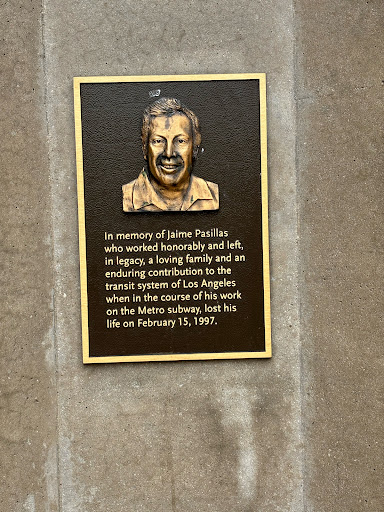 In memory of Jaime Pasillas
who worked honorably and left,
in legacy, a loving family and an
enduring contribution to the
transit system of Los Angeles
when in the course of his work
on the Metro subway, lost his
life on February 15, 1997.